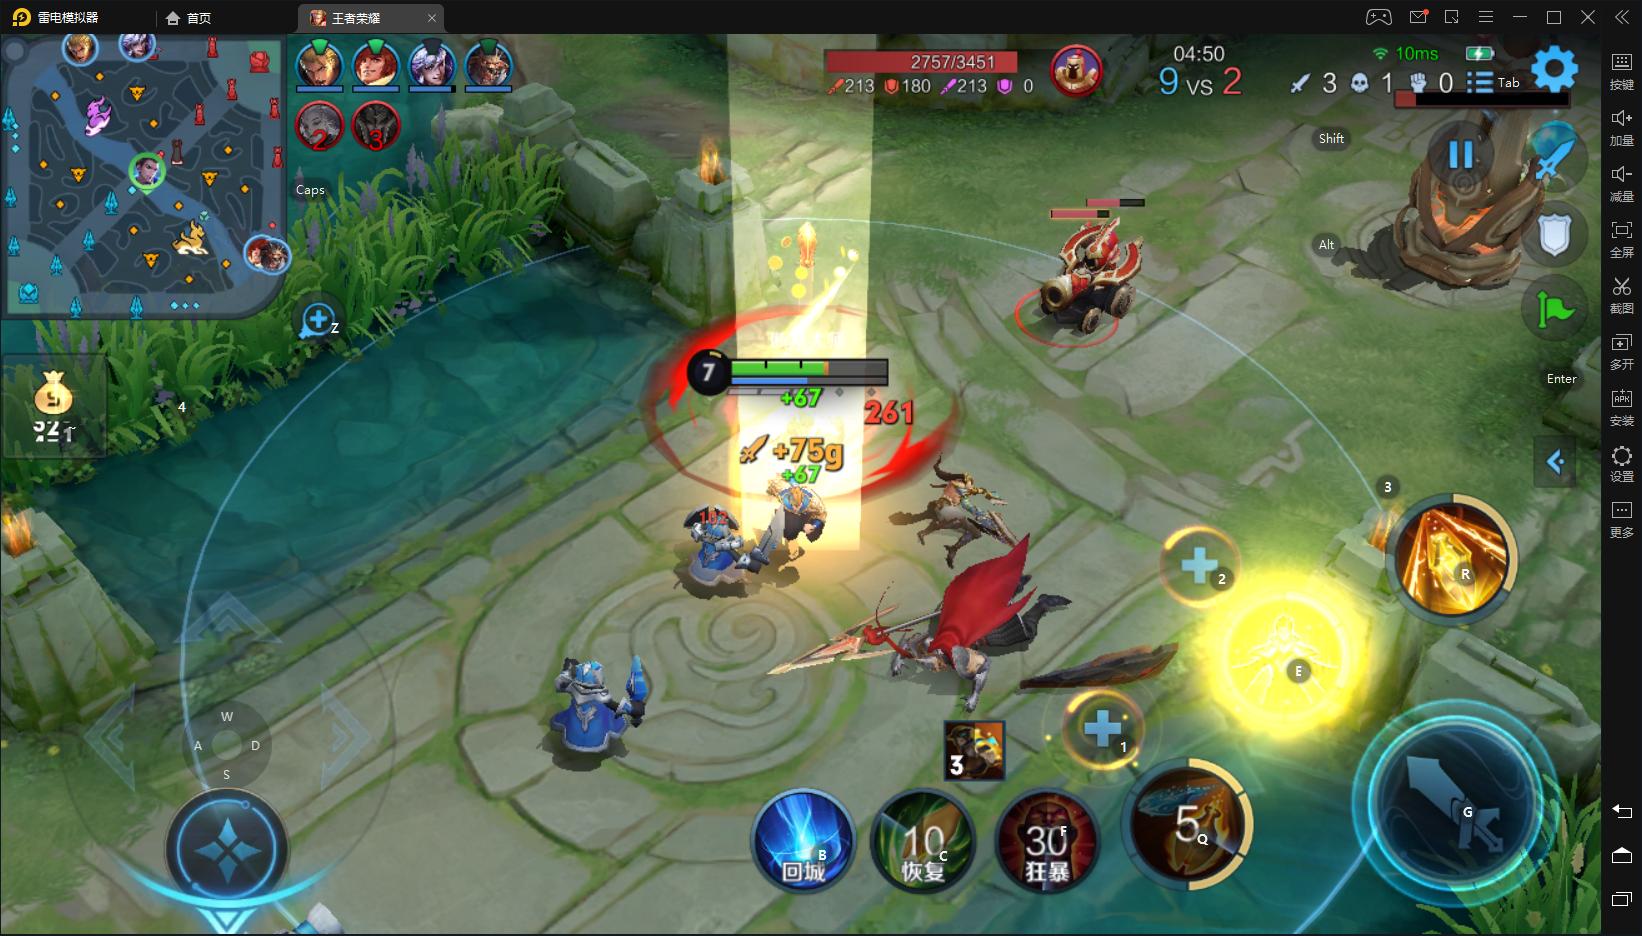 雷电模拟器
首页
王者荣耀
2757/3451
213 180 213 0
04:50
9 VS 2
10ms
3 1 0
Tab
2 3
Caps
Shift
按键
加量
减量
Alt
全屏
截图
Z
Enter
多开
安装
设置
更多
4
7
+67
261
+75g
+67
102
3
R
2
E
W
A D
S
1
3
B
回城
10
C
恢复
30
F
狂暴
5
Q
G